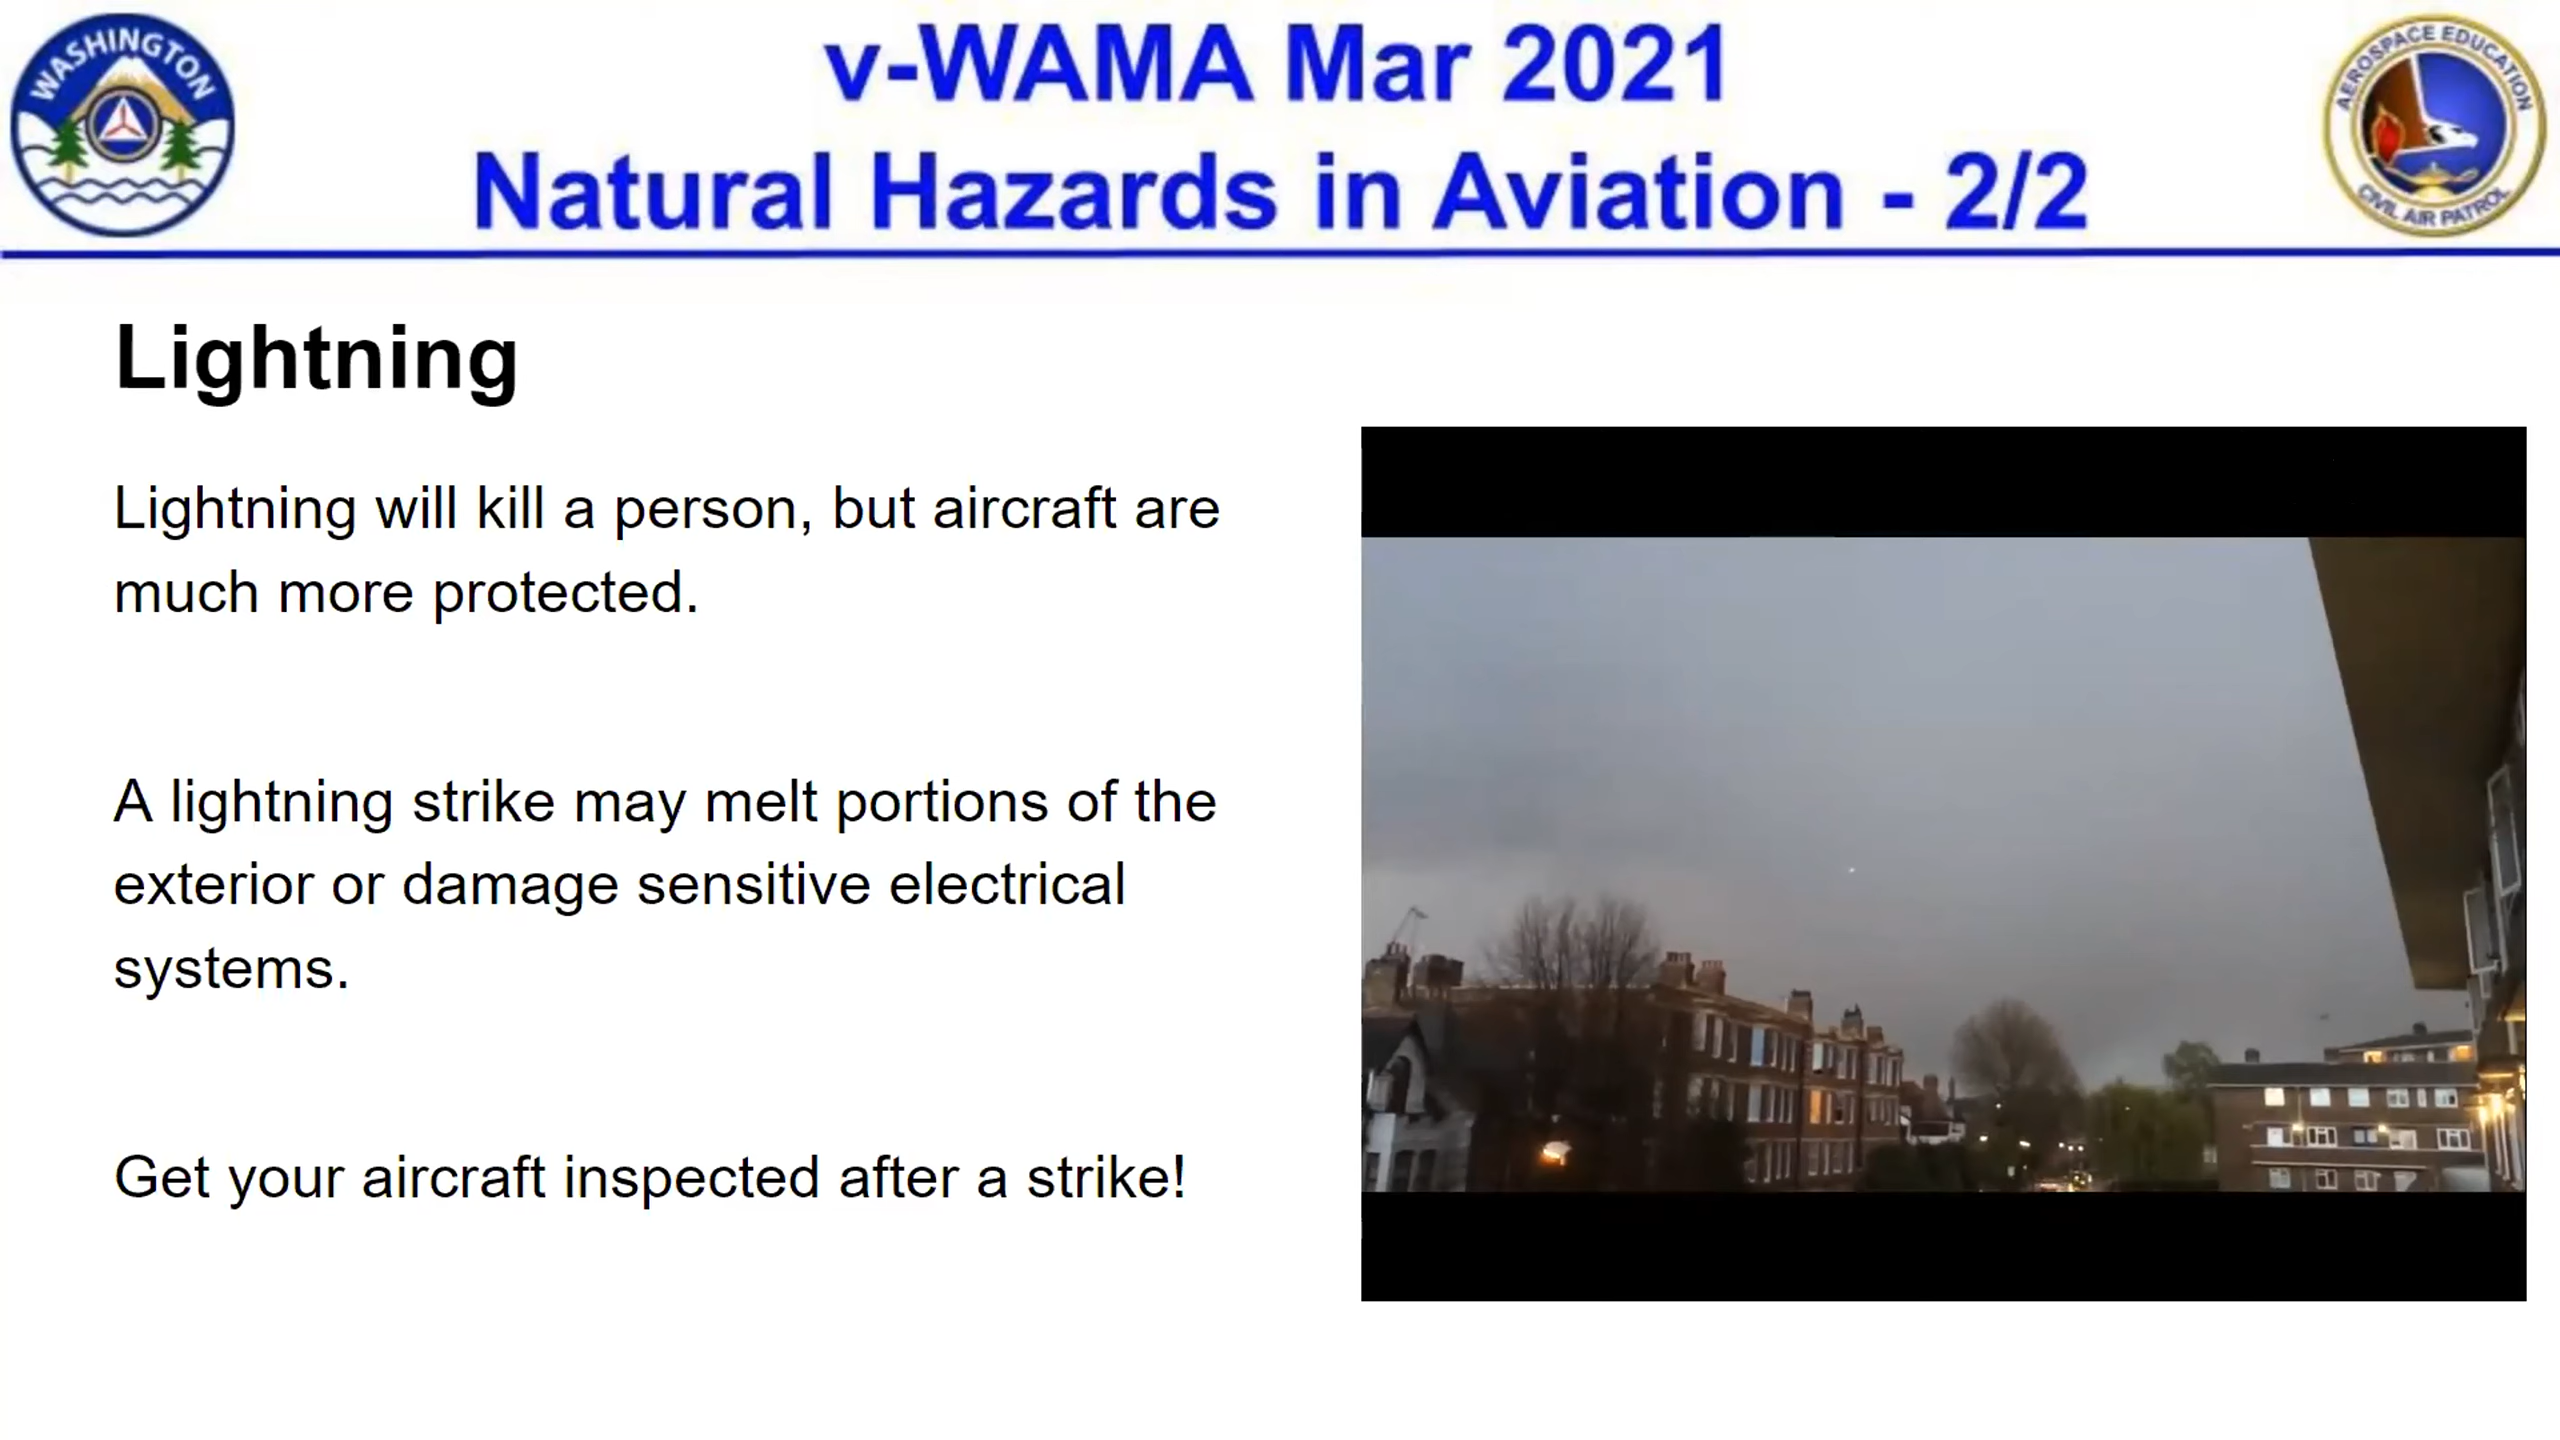 WASHINGTON
v-WAMA Mar 2021
Natural Hazards in Aviation - 2/2
AEROSPACE EDUCATION
CIVIL AIR PATROL
Lightning
Lightning will kill a person, but aircraft are
much more protected.
A lightning strike may melt portions of the
exterior or damage sensitive electrical
systems.
Get your aircraft inspected after a strike!